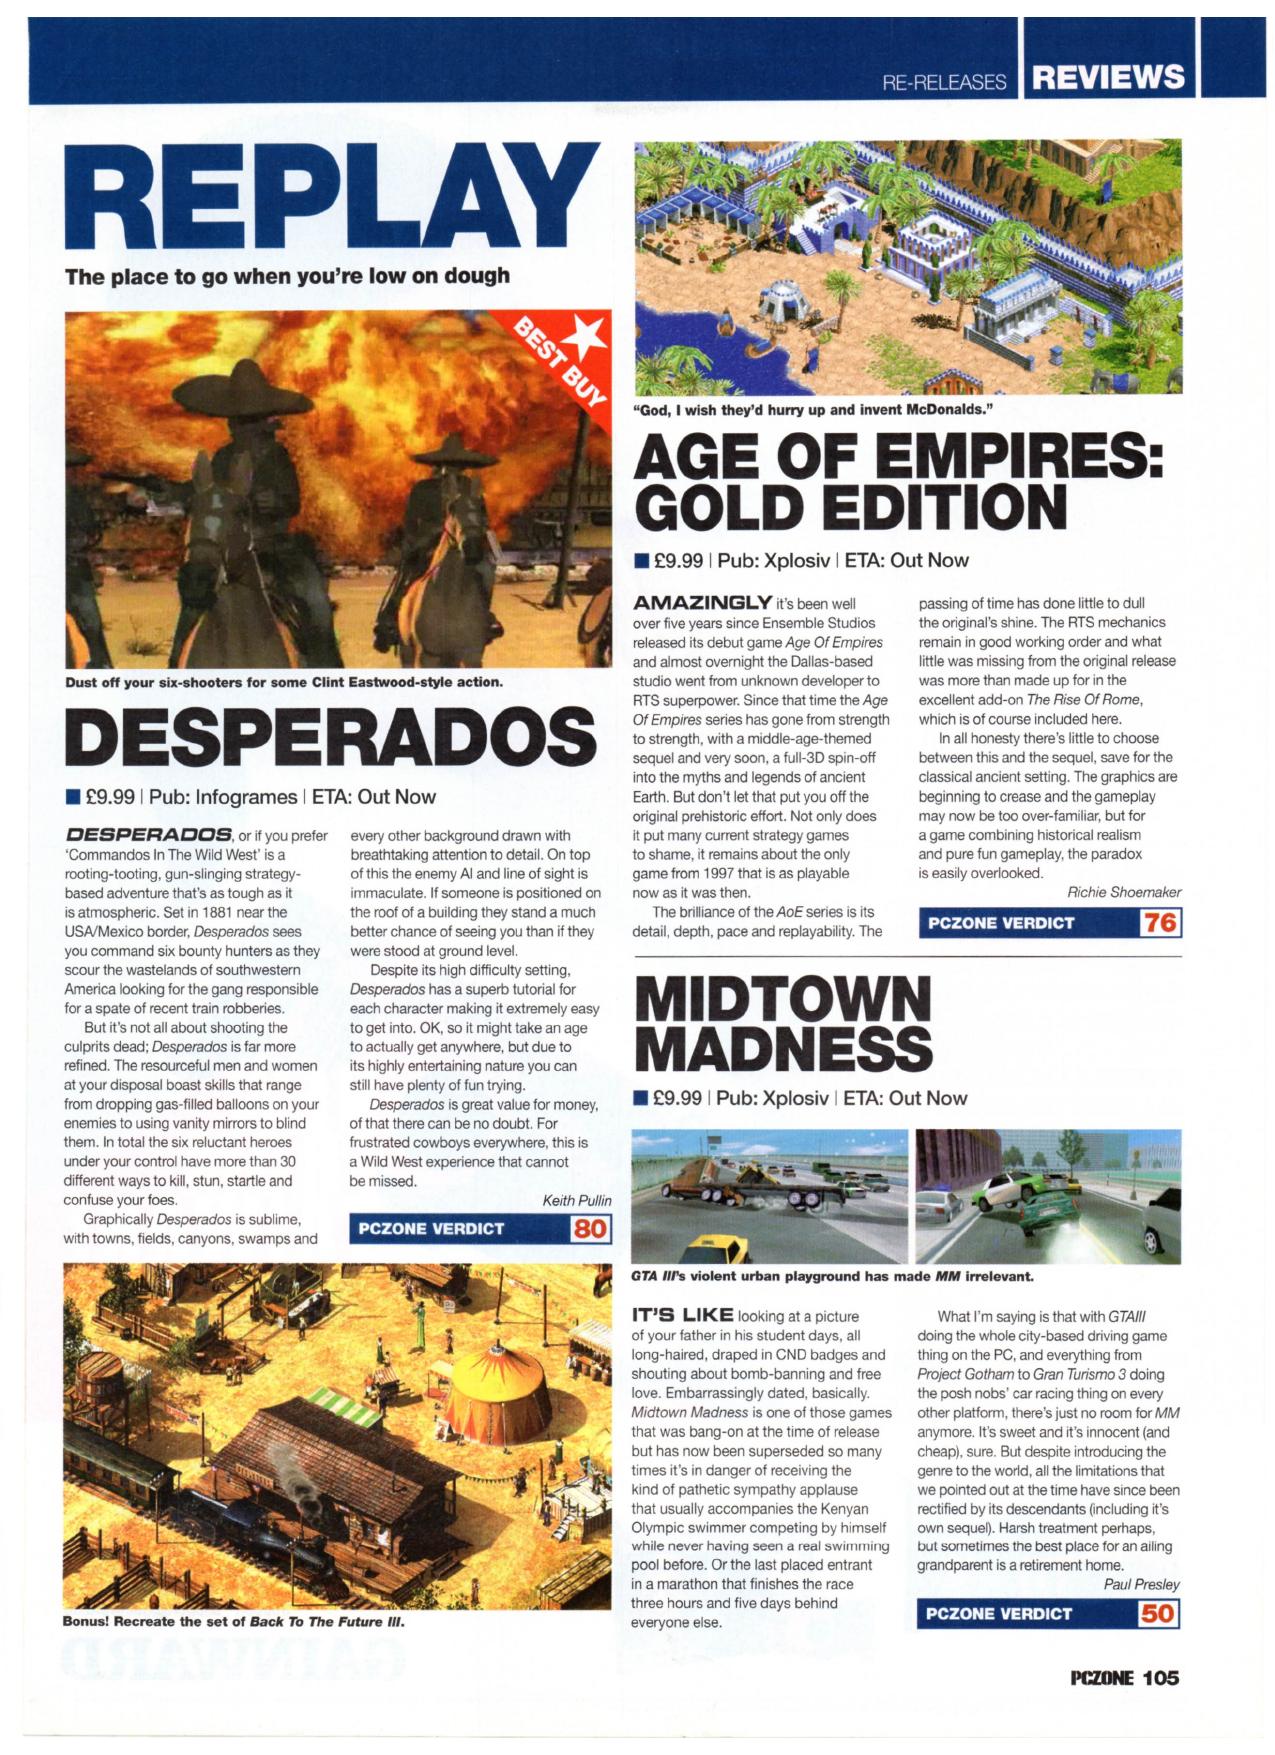 RE-RELEASES
REVIEWS
REPLAY
The place to go when you're low on dough
BEST BUY
Dust off your six-shooters for some Clint Eastwood-style action.
DESPERADOS
£9.99 | Pub: Infogrames | ETA: Out Now
DESPERADOS, or if you prefer
'Commandos In The Wild West' is a
rooting-tooting, gun-slinging strategy-
based adventure that's as tough as it
is atmospheric. Set in 1881 near the
USA/Mexico border, Desperados sees
you command six bounty hunters as they
scour the wastelands of southwestern
America looking for the gang responsible
for a spate of recent train robberies.
But it's not all about shooting the
culprits dead; Desperados is far more
refined. The resourceful men and women
at your disposal boast skills that range
from dropping gas-filled balloons on your
enemies to using vanity mirrors to blind
them. In total the six reluctant heroes
under your control have more than 30
different ways to kill, stun, startle and
confuse your foes.
Graphically Desperados is sublime,
with towns, fields, canyons, swamps and
every other background drawn with
breathtaking attention to detail. On top
of this the enemy AI and line of sight is
immaculate. If someone is positioned on
the roof of a building they stand a much
better chance of seeing you than if they
were stood at ground level.
Despite its high difficulty setting,
Desperados has a superb tutorial for
each character making it extremely easy
to get into. OK, so it might take an age
to actually get anywhere, but due to
its highly entertaining nature you can
still have plenty of fun trying.
Desperados is great value for money,
of that there can be no doubt. For
frustrated cowboys everywhere, this is
a Wild West experience that cannot
be missed.
Keith Pullin
PCZONE VERDICT 80
Bonus! Recreate the set of Back To The Future III.
"God, I wish they'd hurry up and invent McDonalds."
AGE OF EMPIRES:
GOLD EDITION
£9.99 | Pub: Xplosiv | ETA: Out Now
AMAZINGLY it's been well
over five years since Ensemble Studios
released its debut game Age Of Empires
and almost overnight the Dallas-based
studio went from unknown developer to
RTS superpower. Since that time the Age
Of Empires series has gone from strength
to strength, with a middle-age-themed
sequel and very soon, a full-3D spin-off
into the myths and legends of ancient
Earth. But don't let that put you off the
original prehistoric effort. Not only does
it put many current strategy games
to shame, it remains about the only
game from 1997 that is as playable
now as it was then.
The brilliance of the AoE series is its
detail, depth, pace and replayability. The
passing of time has done little to dull
the original's shine. The RTS mechanics
remain in good working order and what
little was missing from the original release
was more than made up for in the
excellent add-on The Rise Of Rome,
which is of course included here.
In all honesty there's little to choose
between this and the sequel, save for the
classical ancient setting. The graphics are
beginning to crease and the gameplay
may now be too over-familiar, but for
a game combining historical realism
and pure fun gameplay, the paradox
is easily overlooked.
Richie Shoemaker
PCZONE VERDICT 76
MIDTOWN
MADNESS
£9.99 | Pub: Xplosiv | ETA: Out Now
GTA III's violent urban playground has made MM irrelevant.
IT'S LIKE looking at a picture
of your father in his student days, all
long-haired, draped in CND badges and
shouting about bomb-banning and free
love. Embarrassingly dated, basically.
Midtown Madness is one of those games
that was bang-on at the time of release
but has now been superseded so many
times it's in danger of receiving the
kind of pathetic sympathy applause
that usually accompanies the Kenyan
Olympic swimmer competing by himself
while never having seen a real swimming
pool before. Or the last placed entrant
in a marathon that finishes the race
three hours and five days behind
everyone else.
What I'm saying is that with GTAIII
doing the whole city-based driving game
thing on the PC, and everything from
Project Gotham to Gran Turismo 3 doing
the posh nobs' car racing thing on every
other platform, there's just no room for MM
anymore. It's sweet and it's innocent (and
cheap), sure. But despite introducing the
genre to the world, all the limitations that
we pointed out at the time have since been
rectified by its descendants (including it's
own sequel). Harsh treatment perhaps,
but sometimes the best place for an ailing
grandparent is a retirement home.
Paul Presley
PCZONE VERDICT 50
PCZONE 105